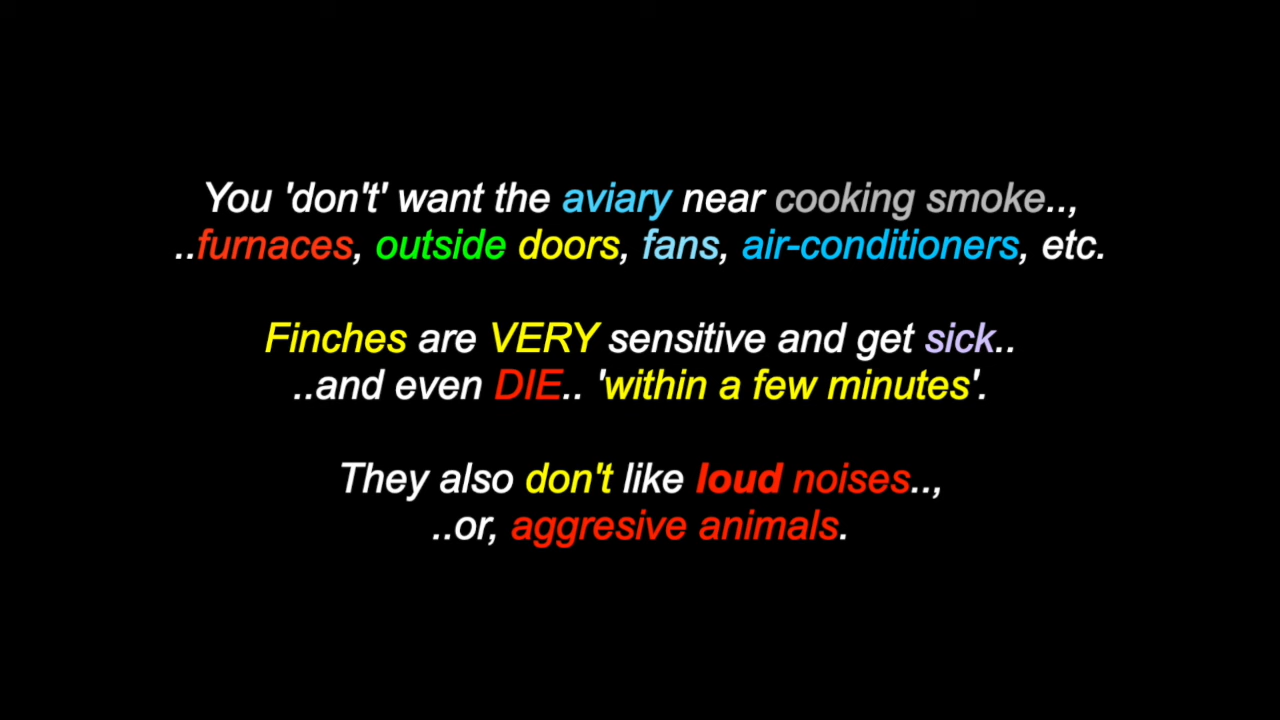 You 'don't' want the aviary near cooking smoke..,
..furnaces, outside doors, fans, air-conditioners, etc.
Finches are VERY sensitive and get sick..
..and even DIE.. 'within a few minutes'.
They also don't like loud noises..,
..or, aggresive animals.